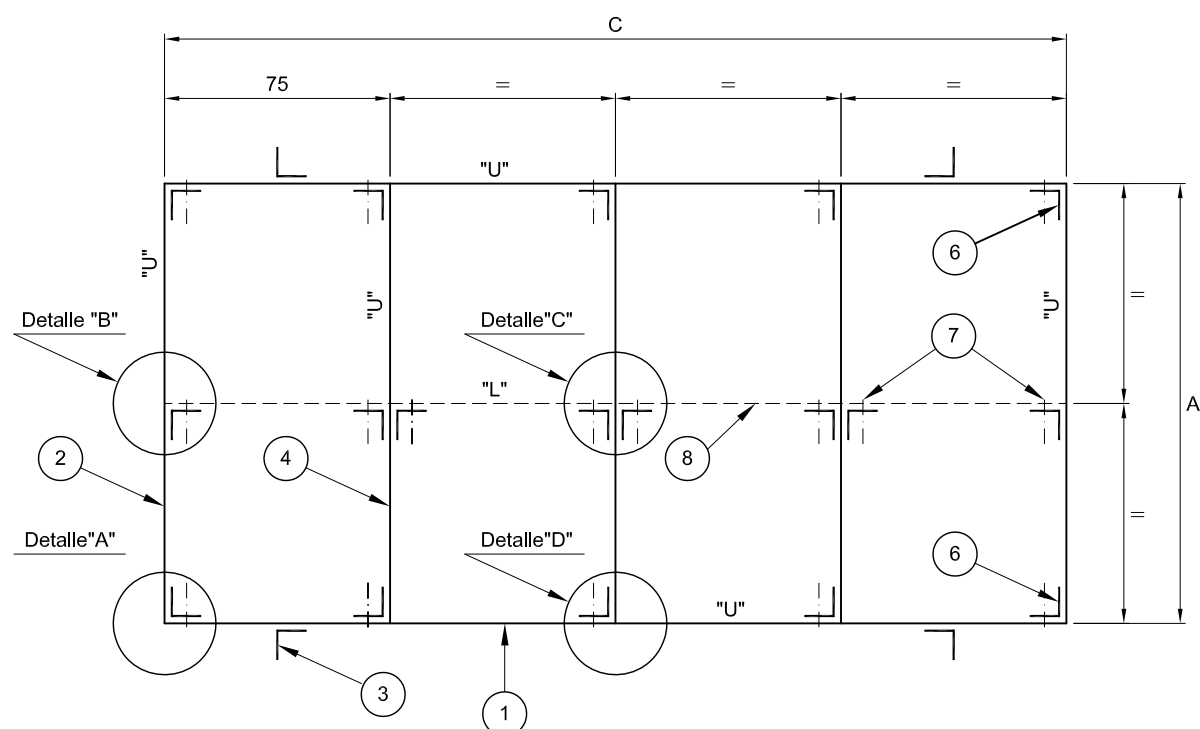 C
75 = = =
"U"
"U"
6
"U"
"U"
=
Detalle "B"
Detalle"C"
7
"L"
A
2
4
8
=
Detalle"A"
Detalle"D"
6
"U"
3
1